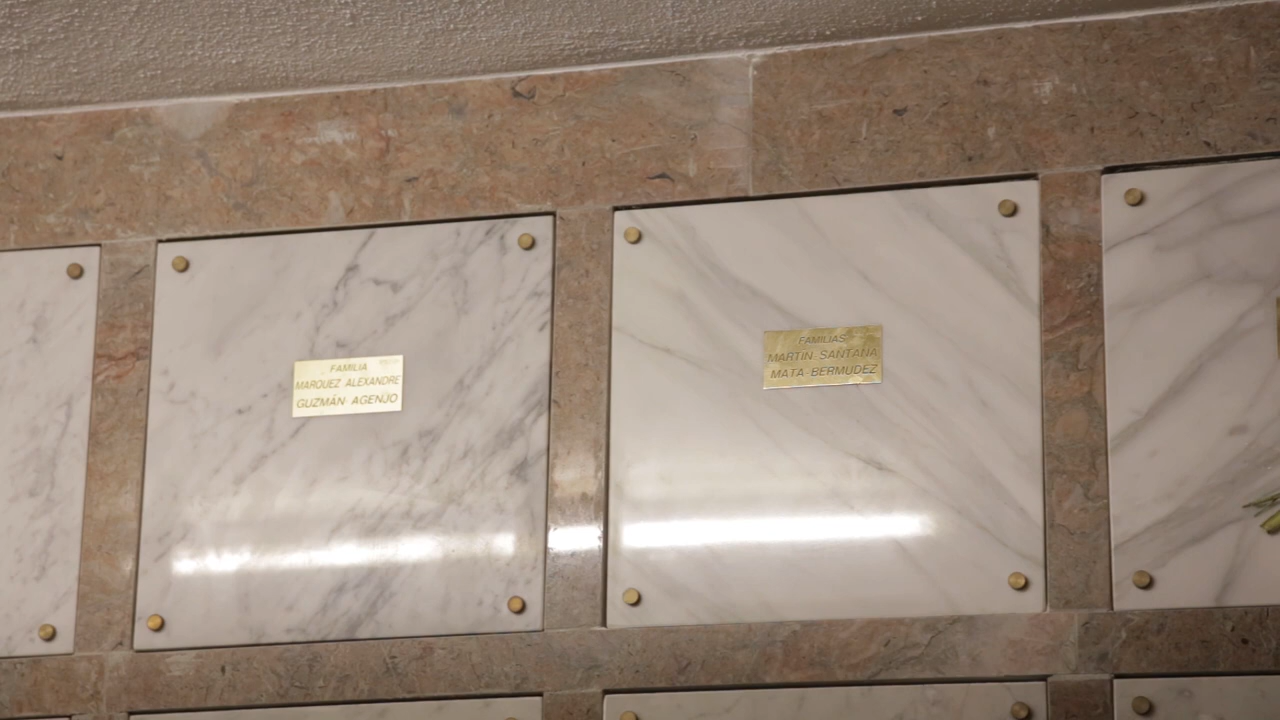 FAMILIA
MARQUEZ ALEXANDRE
GUZMÁN-AGENJO
FAMILIAS
MARTIN SANTANA
MATA-BERMUDEZ